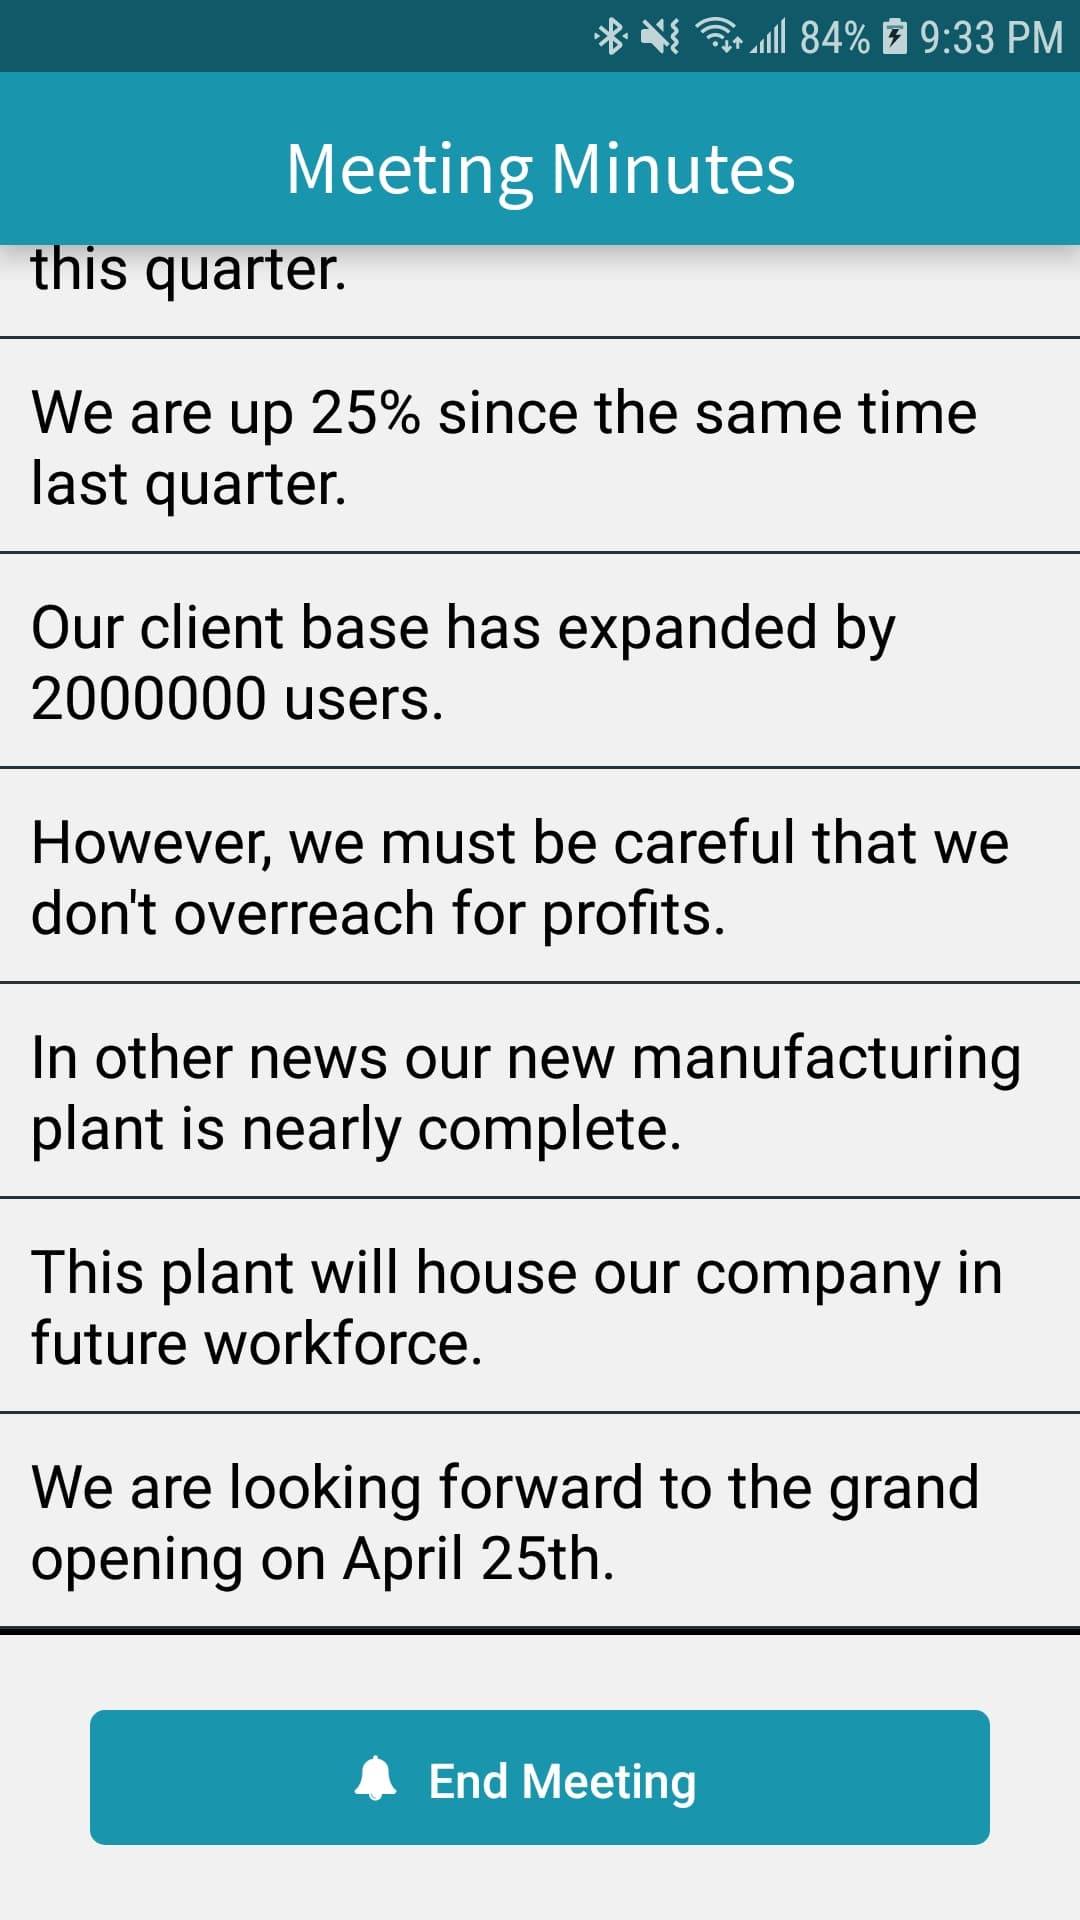 84% 9:33 PM
Meeting Minutes
this quarter.
We are up 25% since the same time
last quarter.
Our client base has expanded by
2000000 users.
However, we must be careful that we
don't overreach for profits.
In other news our new manufacturing
plant is nearly complete.
This plant will house our company in
future workforce.
We are looking forward to the grand
opening on April 25th.
End Meeting